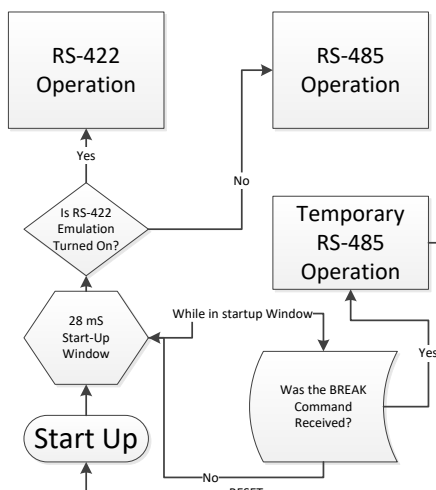 RS-422
Operation
RS-485
Operation
Yes
No
Is RS-422
Emulation
Turned On?
Temporary
RS-485
Operation
28 mS
Start-Up
Window
While in startup Window
Yes
Was the BREAK
Command
Received?
Start Up
No
RESET